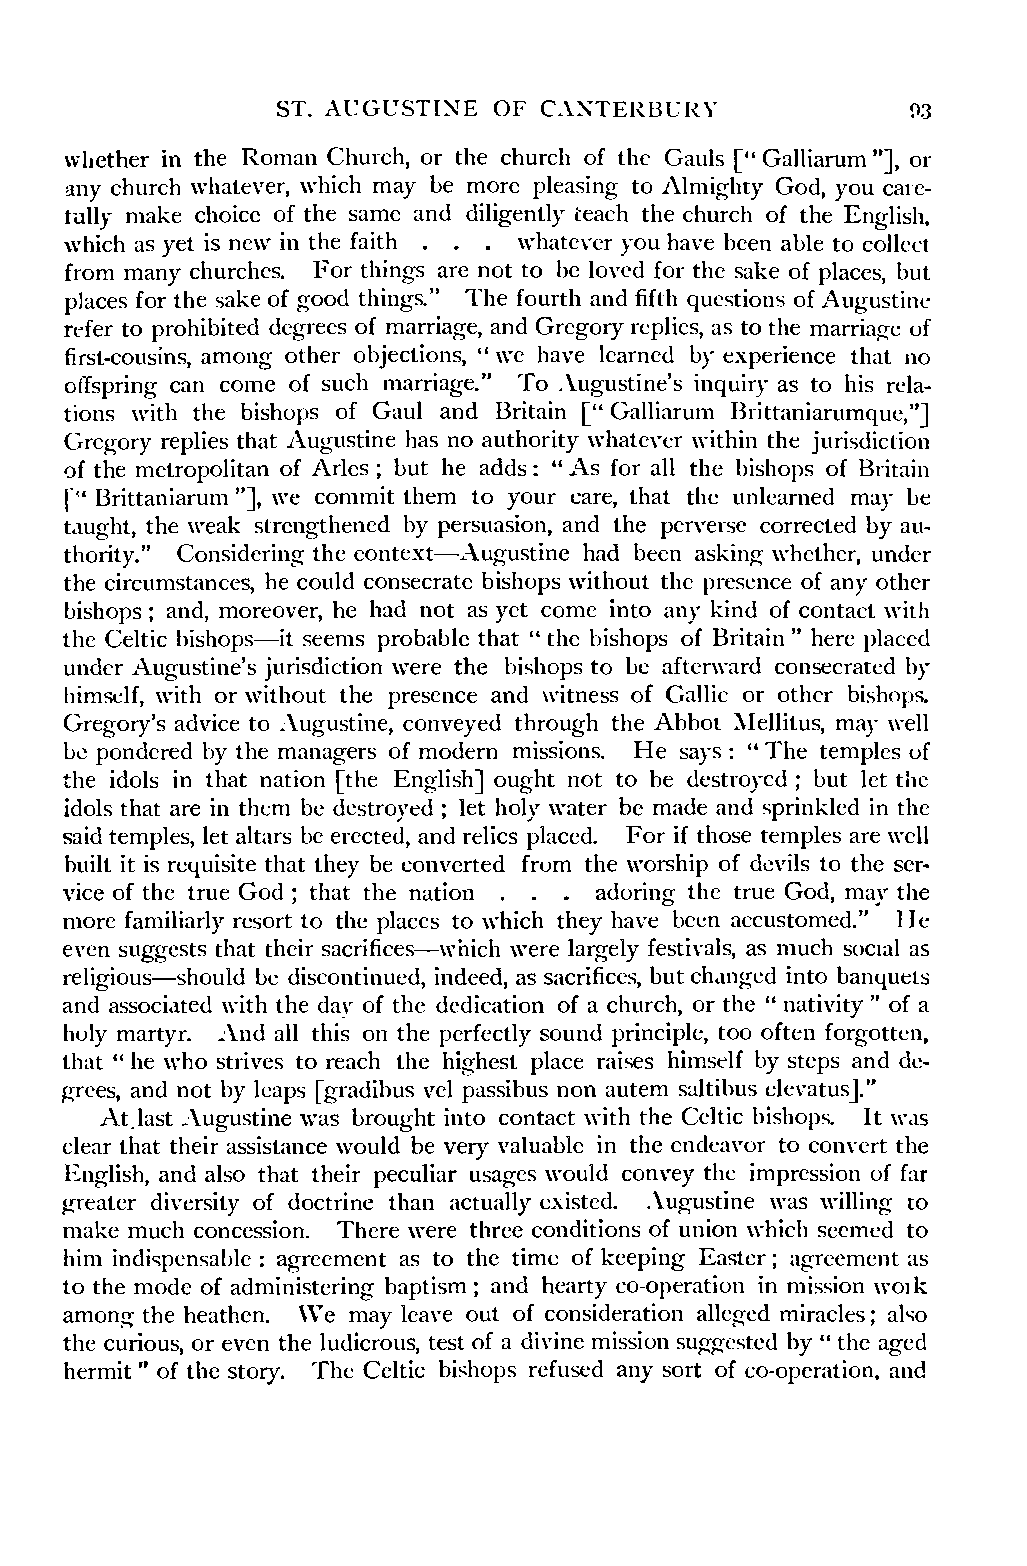 ST. AUGUSTINE OF CANTERBURY 93
whether in the Roman Church, or the church of the Gauls [“ Galliarum ”], or
any church whatever, which may be more pleasing to Almighty God, you care-
fully make choice of the same and diligently teach the church of the English,
which as yet is new in the faith . . . whatever you have been able to collect
from many churches. For things are not to be loved for the sake of places, but
places for the sake of good things.” The fourth and fifth questions of Augustine
refer to prohibited degrees of marriage, and Gregory replies, as to the marriage of
first-cousins, among other objections, “ we have learned by experience that no
offspring can come of such marriage.” To Augustine’s inquiry as to his rela-
tions with the bishops of Gaul and Britain [“ Galliarum Brittaniarumque,”]
Gregory replies that Augustine has no authority whatever within the jurisdiction
of the metropolitan of Arles ; but he adds : “ As for all the bishops of Britain
[“ Brittaniarum ”], we commit them to your care, that the unlearned may be
taught, the weak strengthened by persuasion, and the perverse corrected by au-
thority.” Considering the context—Augustine had been asking whether, under
the circumstances, he could consecrate bishops without the presence of any other
bishops ; and, moreover, he had not as yet come into any kind of contact with
the Celtic bishops—it seems probable that “ the bishops of Britain ” here placed
under Augustine’s jurisdiction were the bishops to be afterward consecrated by
himself, with or without the presence and witness of Gallic or other bishops.
Gregory’s advice to Augustine, conveyed through the Abbot Mellitus, may well
be pondered by the managers of modern missions. He says : “ The temples of
the idols in that nation [the English] ought not to be destroyed ; but let the
idols that are in them be destroyed ; let holy water be made and sprinkled in the
said temples, let altars be erected, and relics placed. For if those temples are well
built it is requisite that they be converted from the worship of devils to the ser-
vice of the true God ; that the nation . . . adoring the true God, may the
more familiarly resort to the places to which they have been accustomed.” He
even suggests that their sacrifices—which were largely festivals, as much social as
religious—should be discontinued, indeed, as sacrifices, but changed into banquets
and associated with the day of the dedication of a church, or the “ nativity ” of a
holy martyr. And all this on the perfectly sound principle, too often forgotten,
that “ he who strives to reach the highest place raises himself by steps and de-
grees, and not by leaps [gradibus vel passibus non autem saltibus elevatus].”
At last Augustine was brought into contact with the Celtic bishops. It was
clear that their assistance would be very valuable in the endeavor to convert the
English, and also that their peculiar usages would convey the impression of far
greater diversity of doctrine than actually existed. Augustine was willing to
make much concession. There were three conditions of union which seemed to
him indispensable : agreement as to the time of keeping Easter ; agreement as
to the mode of administering baptism ; and hearty co-operation in mission work
among the heathen. We may leave out of consideration alleged miracles ; also
the curious, or even the ludicrous, test of a divine mission suggested by “ the aged
hermit ” of the story. The Celtic bishops refused any sort of co-operation, and